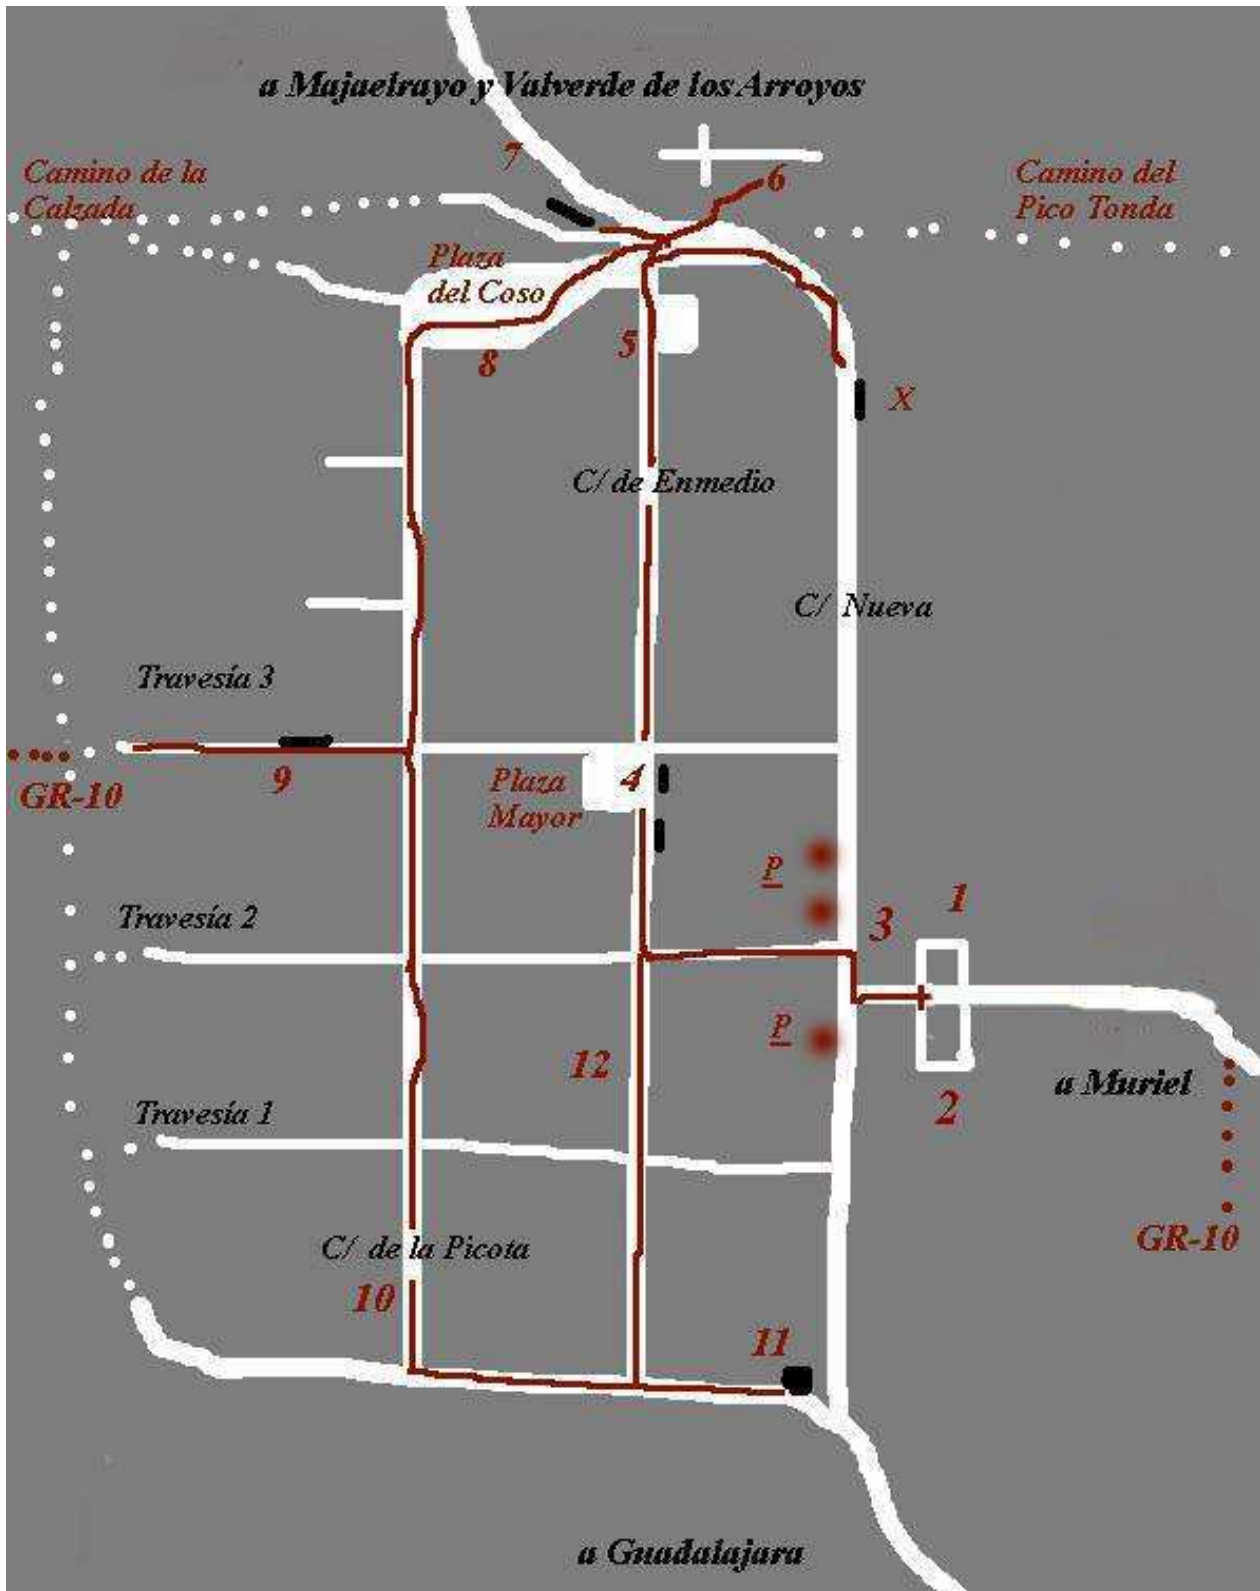 a Majaelrayo y Valverde de los Arroyos
7
Camino de la
Calzada
6
Camino del
Pico Tonda
Plaza
del Coso
5
8
X
C/ de Enmedio
C/ Nueva
Travesía 3
9
GR-10
Plaza
Mayor
4
P
1
3
Travesía 2
P
12
a Muriel
2
Travesía 1
GR-10
C/ de la Picota
10
11
a Guadalajara